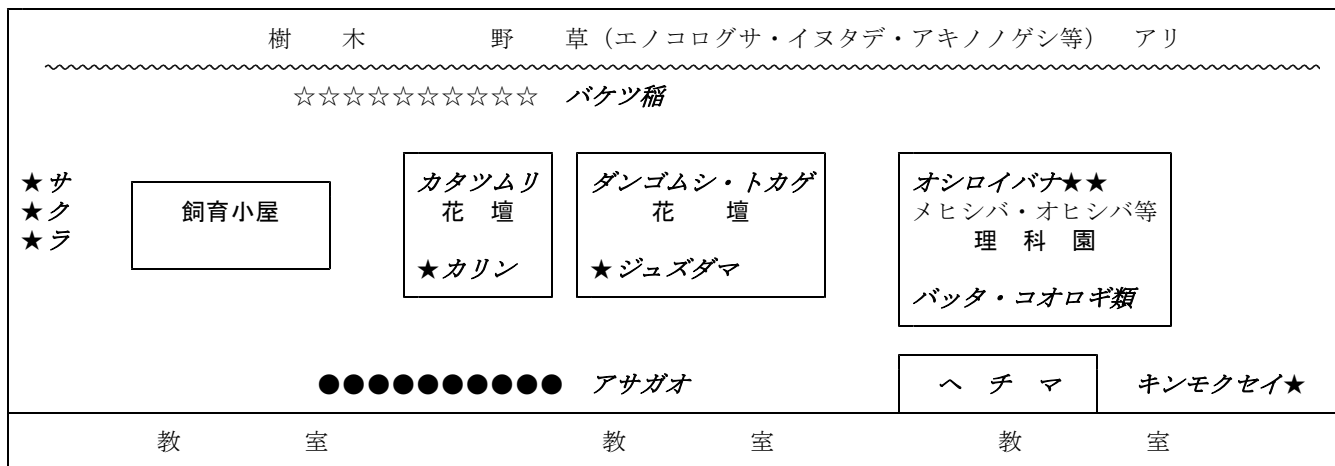 樹 木 野 草（エノコログサ・イヌタデ・アキノノゲシ等） アリ
☆☆☆☆☆☆☆☆☆☆ バケツ稲
★サ
★ク
★ラ
飼育小屋
カタツムリ
花 壇
★カリン
ダンゴムシ・トカゲ
花 壇
★ジュズダマ
オシロイバナ★★
メヒシバ・オヒシバ等
理 科 園
バッタ・コオロギ類
●●●●●●●●●● アサガオ
ヘ チ マ
キンモクセイ★
教 室 教 室 教 室